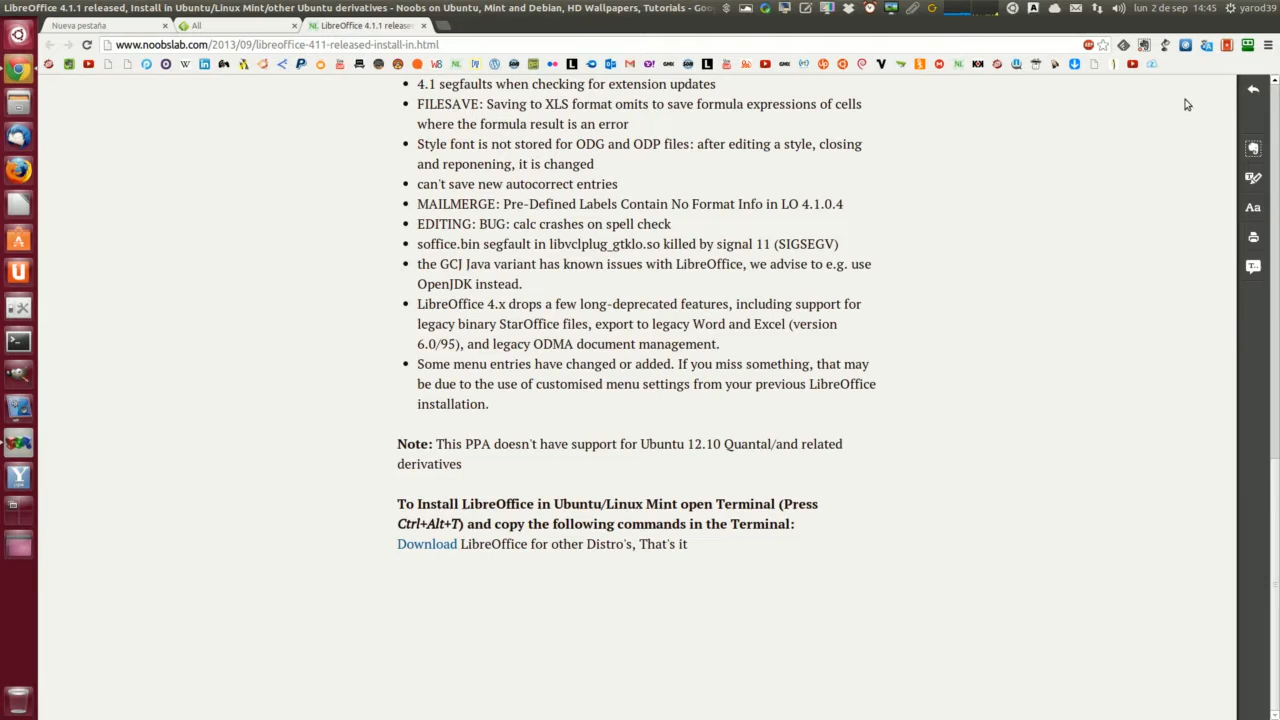 LibreOffice 4.1.1 released, Install in Ubuntu/Linux Mint/other Ubuntu derivatives - Noobs on Ubuntu, Mint and Debian, HD Wallpapers, Tutorials - Goo
lun 2 de sep 14:45 yarod39
Nueva pestaña
All
LibreOffice 4.1.1 release
www.noobslab.com/2013/09/libreoffice-411-released-install-in.html
• 4.1 segfaults when checking for extension updates
• FILESAVE: Saving to XLS format omits to save formula expressions of cells
where the formula result is an error
• Style font is not stored for ODG and ODP files: after editing a style, closing
and reponening, it is changed
• can't save new autocorrect entries
• MAILMERGE: Pre-Defined Labels Contain No Format Info in LO 4.1.0.4
• EDITING: BUG: calc crashes on spell check
• soffice.bin segfault in libvclplug_gtklo.so killed by signal 11 (SIGSEGV)
• the GCJ Java variant has known issues with LibreOffice, we advise to e.g. use
OpenJDK instead.
• LibreOffice 4.x drops a few long-deprecated features, including support for
legacy binary StarOffice files, export to legacy Word and Excel (version
6.0/95), and legacy ODMA document management.
• Some menu entries have changed or added. If you miss something, that may
be due to the use of customised menu settings from your previous LibreOffice
installation.
Note: This PPA doesn't have support for Ubuntu 12.10 Quantal/and related
derivatives
To Install LibreOffice in Ubuntu/Linux Mint open Terminal (Press
Ctrl+Alt+T) and copy the following commands in the Terminal:
Download LibreOffice for other Distro's, That's it
Aa